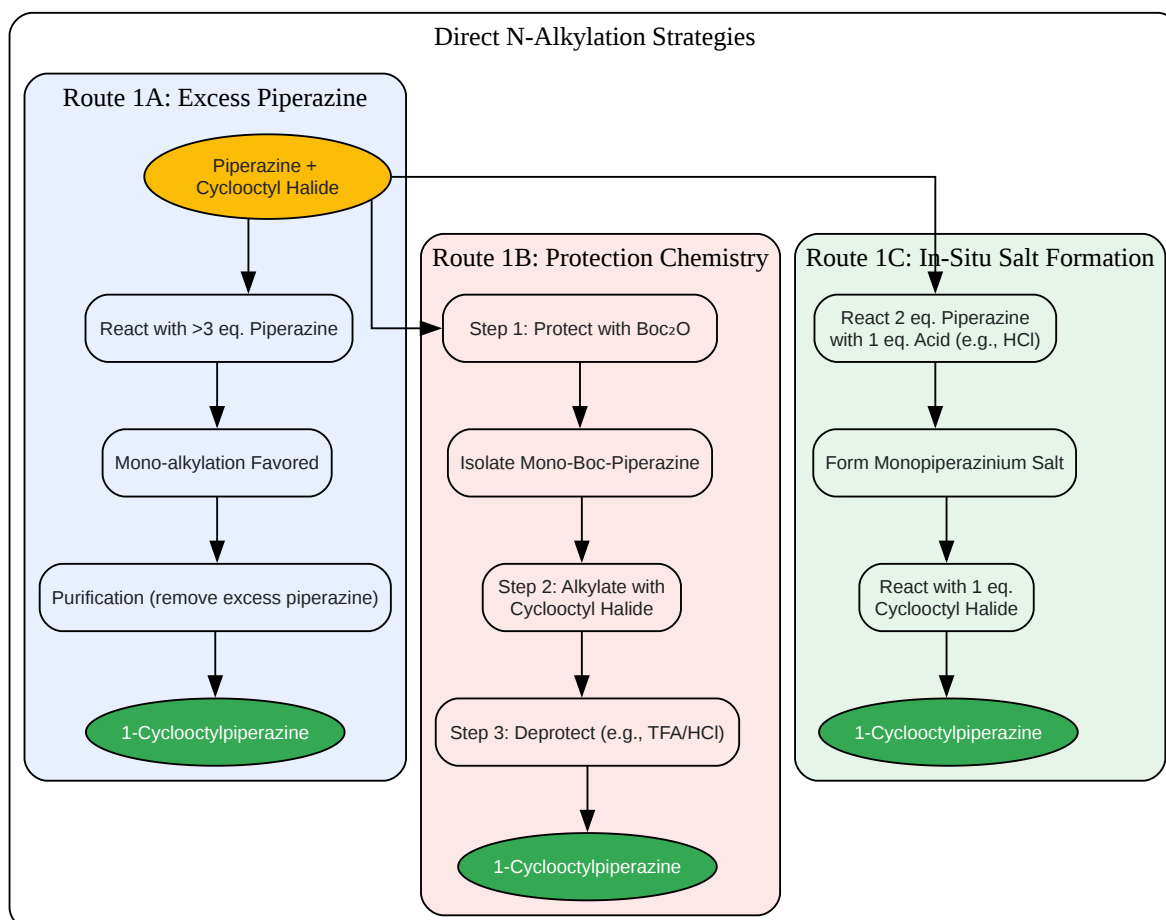 Direct N-Alkylation Strategies
Route 1A: Excess Piperazine
Piperazine +
Cyclooctyl Halide
React with >3 eq. Piperazine
Mono-alkylation Favored
Purification (remove excess piperazine)
1-Cyclooctylpiperazine
Route 1B: Protection Chemistry
Step 1: Protect with Boc₂O
Isolate Mono-Boc-Piperazine
Step 2: Alkylate with
Cyclooctyl Halide
Step 3: Deprotect (e.g., TFA/HCl)
1-Cyclooctylpiperazine
Route 1C: In-Situ Salt Formation
React 2 eq. Piperazine
with 1 eq. Acid (e.g., HCl)
Form Monopiperazinium Salt
React with 1 eq.
Cyclooctyl Halide
1-Cyclooctylpiperazine